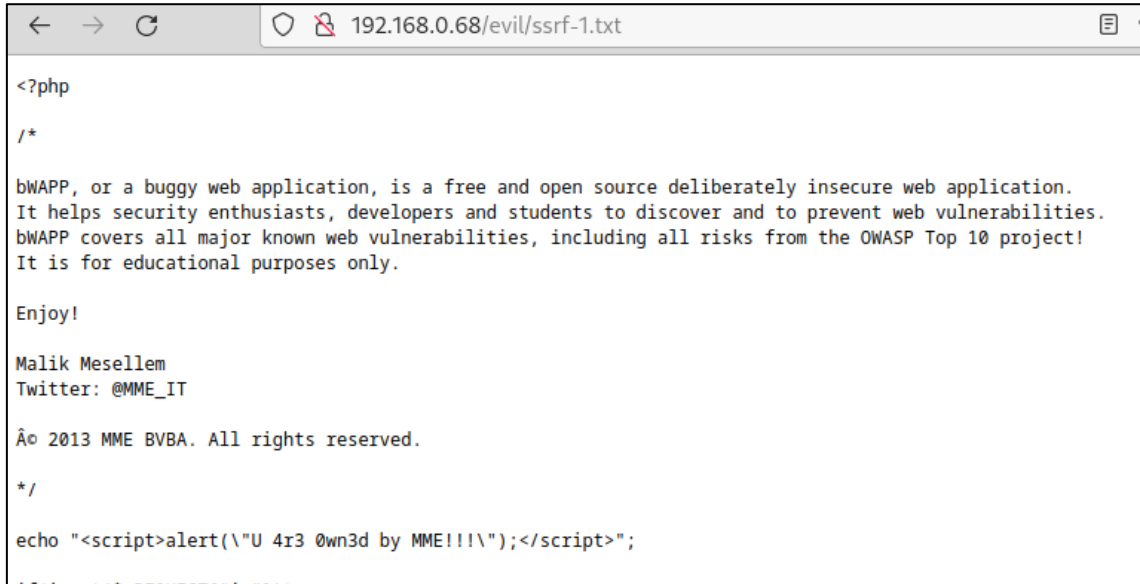 192.168.0.68/evil/ssrf-1.txt
<?php
/*
bWAPP, or a buggy web application, is a free and open source deliberately insecure web application.
It helps security enthusiasts, developers and students to discover and to prevent web vulnerabilities.
bWAPP covers all major known web vulnerabilities, including all risks from the OWASP Top 10 project!
It is for educational purposes only.
Enjoy!
Malik Mesellem
Twitter: @MME_IT
Â© 2013 MME BVBA. All rights reserved.
*/
echo "<script>alert(\"U 4r3 0wn3d by MME!!!\");</script>";